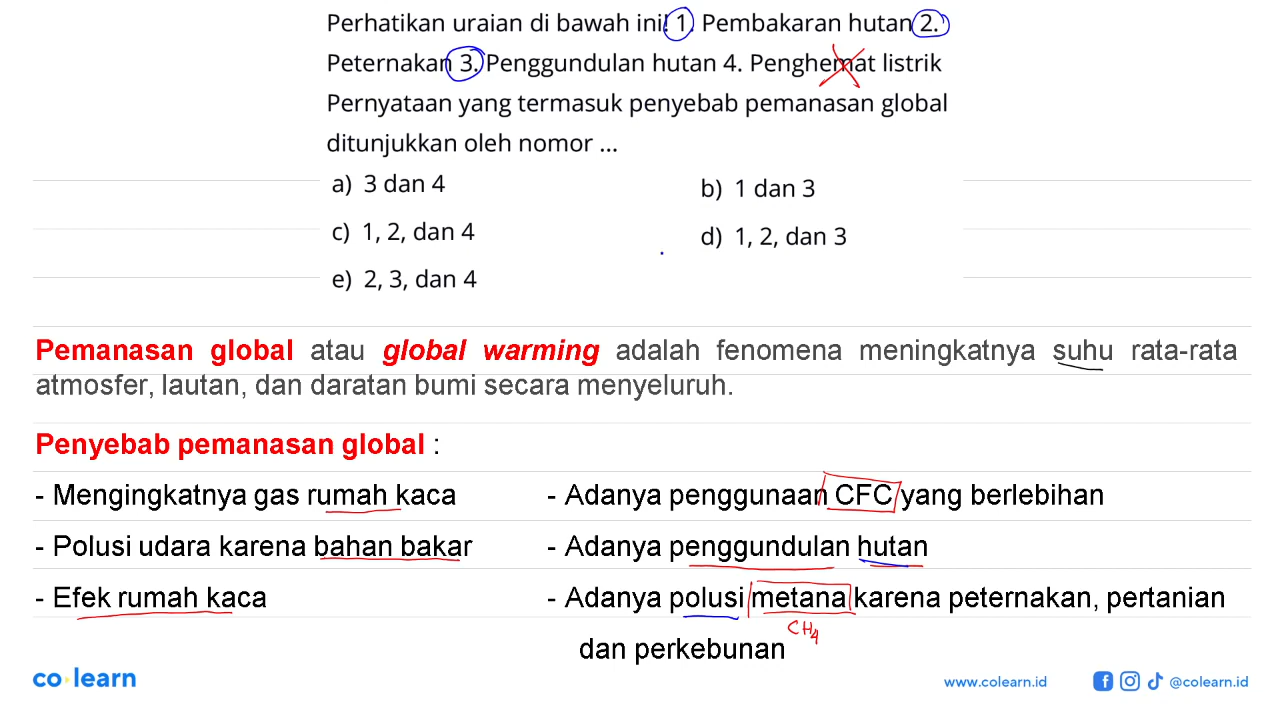 Perhatikan uraian di bawah ini! 1. Pembakaran hutan 2.
Peternakan 3. Penggundulan hutan 4. Penghemat listrik
Pernyataan yang termasuk penyebab pemanasan global
ditunjukkan oleh nomor ...
a) 3 dan 4
b) 1 dan 3
c) 1, 2, dan 4
d) 1, 2, dan 3
e) 2, 3, dan 4
Pemanasan global atau global warming adalah fenomena meningkatnya suhu rata-rata
atmosfer, lautan, dan daratan bumi secara menyeluruh.
Penyebab pemanasan global :
- Mengingkatnya gas rumah kaca
- Polusi udara karena bahan bakar
- Efek rumah kaca
- Adanya penggunaan CFC yang berlebihan
- Adanya penggundulan hutan
- Adanya polusi metana karena peternakan, pertanian
CH4
dan perkebunan
co learn
www.colearn.id
@colearn.id